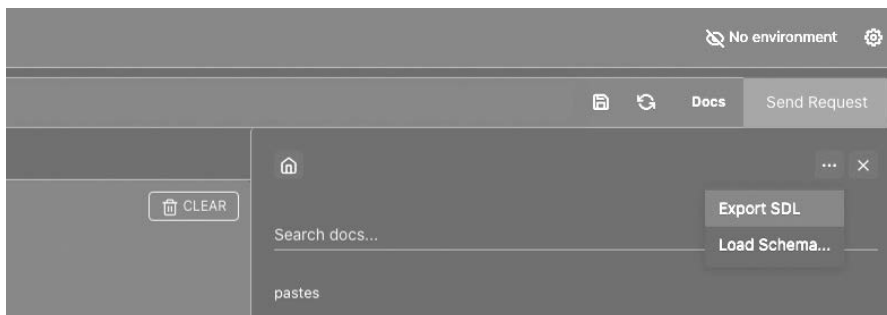 No environment
Docs
Send Request
CLEAR
Export SDL
Search docs...
Load Schema...
pastes